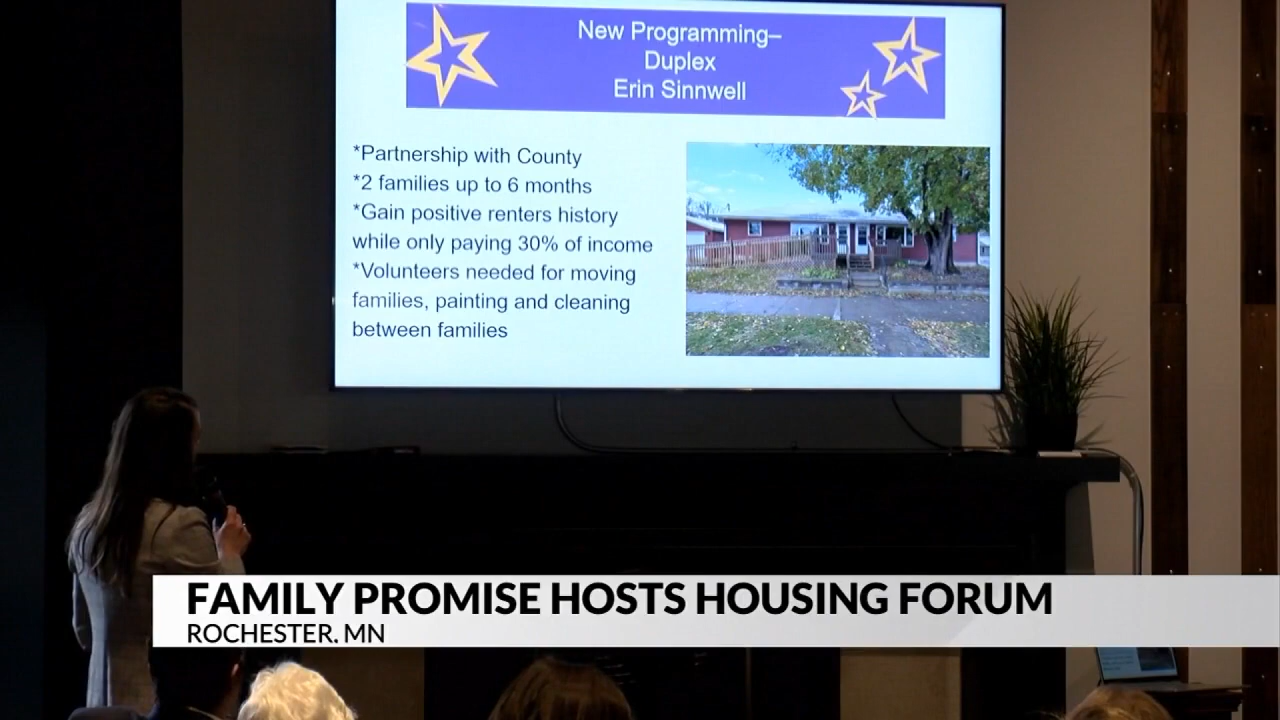 New Programming–
Duplex
Erin Sinnwell
*Partnership with County
*2 families up to 6 months
*Gain positive renters history
while only paying 30% of income
*Volunteers needed for moving
families, painting and cleaning
between families
FAMILY PROMISE HOSTS HOUSING FORUM
ROCHESTER, MN